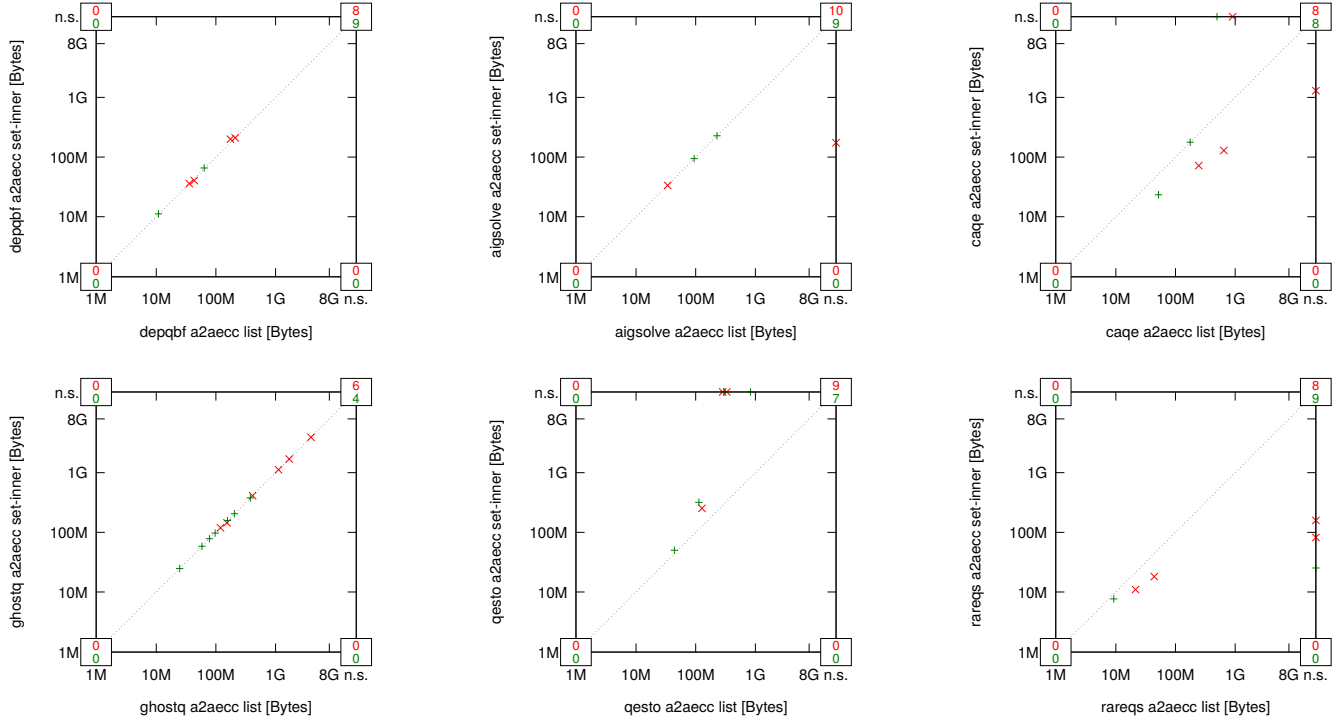 n.s.
0
0
8
9
8G
1G
100M
10M
1M
0
0
0
0
1M
10M
100M
1G
8G n.s.
depqbf a2aecc set-inner [Bytes]
depqbf a2aecc list [Bytes]
n.s.
0
0
10
9
8G
1G
100M
10M
1M
0
0
0
0
1M
10M
100M
1G
8G n.s.
aigsolve a2aecc set-inner [Bytes]
aigsolve a2aecc list [Bytes]
n.s.
0
0
8
8
8G
1G
100M
10M
1M
0
0
0
0
1M
10M
100M
1G
8G n.s.
caqe a2aecc set-inner [Bytes]
caqe a2aecc list [Bytes]
n.s.
0
0
6
4
8G
1G
100M
10M
1M
0
0
0
0
1M
10M
100M
1G
8G n.s.
ghostq a2aecc set-inner [Bytes]
ghostq a2aecc list [Bytes]
n.s.
0
0
9
7
8G
1G
100M
10M
1M
0
0
0
0
1M
10M
100M
1G
8G n.s.
qesto a2aecc set-inner [Bytes]
qesto a2aecc list [Bytes]
n.s.
0
0
8
9
8G
1G
100M
10M
1M
0
0
0
0
1M
10M
100M
1G
8G n.s.
rareqs a2aecc set-inner [Bytes]
rareqs a2aecc list [Bytes]